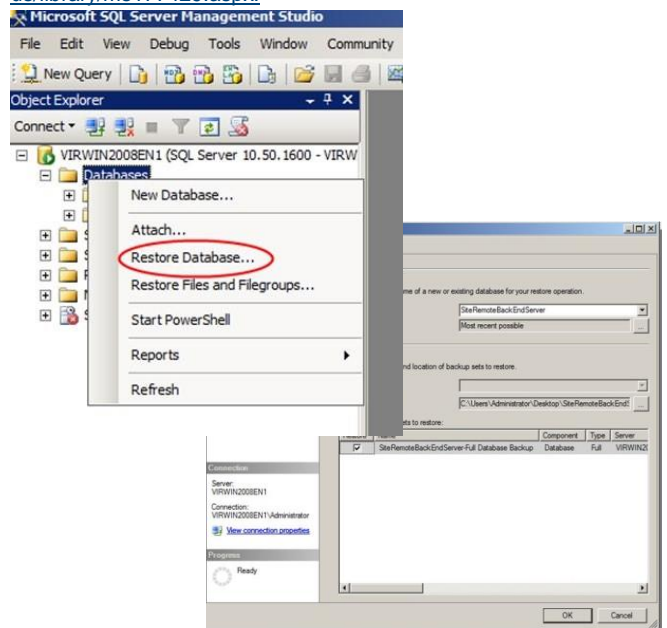 Microsoft SQL Server Management Studio
File Edit View Debug Tools Window Community
New Query
Object Explorer
Connect
VIRWIN2008EN1 (SQL Server 10.50.1600 - VIRW
Databases
New Database...
Attach...
Restore Database...
Restore Files and Filegroups...
Start PowerShell
Reports
Refresh
me of a new or existing database for your restore operation.
SiteRemoteBackEndServer
Most recent possible
...
nd location of backup sets to restore.
C:\Users\Administrator\Desktop\SiteRemoteBackEndS
...
ets to restore:
Name Component Type Server
SiteRemoteBackEndServer-Full Database Backup Database Full VIRWIN20
Connection
Server:
VIRWIN2008EN1
Connection:
VIRWIN2008EN1\Administrator
View connection properties
Progress
Ready
OK Cancel